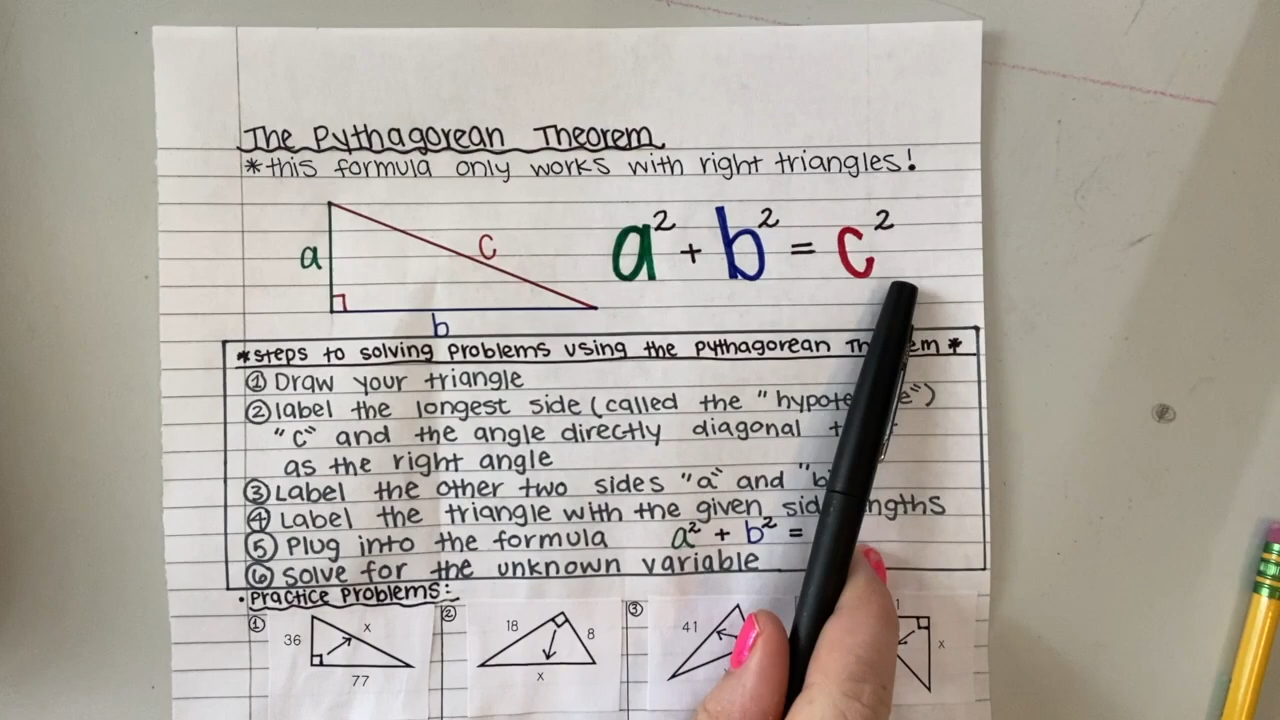 The Pythagorean Theorem
*this formula only works with right triangles!
a
c
b
a² + b² = c²
*steps to solving problems using the pythagorean Th em*
① Draw your triangle
② label the longest side (called the "hypote e")
"c" and the angle directly diagonal
as the right angle
③ Label the other two sides "a" and "b
④ Label the triangle with the given sid ngths
⑤ Plug into the formula a² + b² =
⑥ Solve for the unknown variable
• Practice Problems:
① 36 x 77
② 18 8 x
③ 41
x